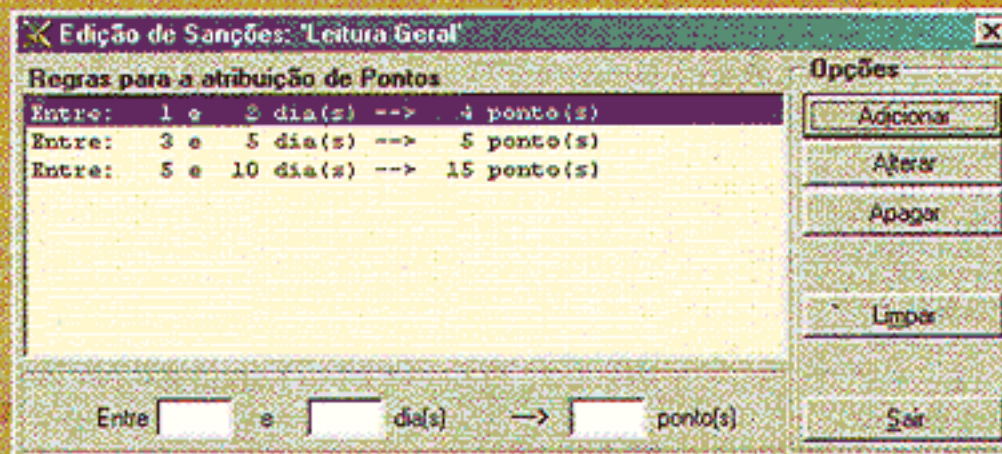 Edição de Sanções: 'Leitura Geral'
Regras para a atribuição de Pontos
Entre: 1 e 2 dia(s) --> 4 ponto(s)
Entre: 3 e 5 dia(s) --> 5 ponto(s)
Entre: 5 e 10 dia(s) --> 15 ponto(s)
Entre e dia(s) --> ponto(s)
Opções
Adicionar
Alterar
Apagar
Limpar
Sair